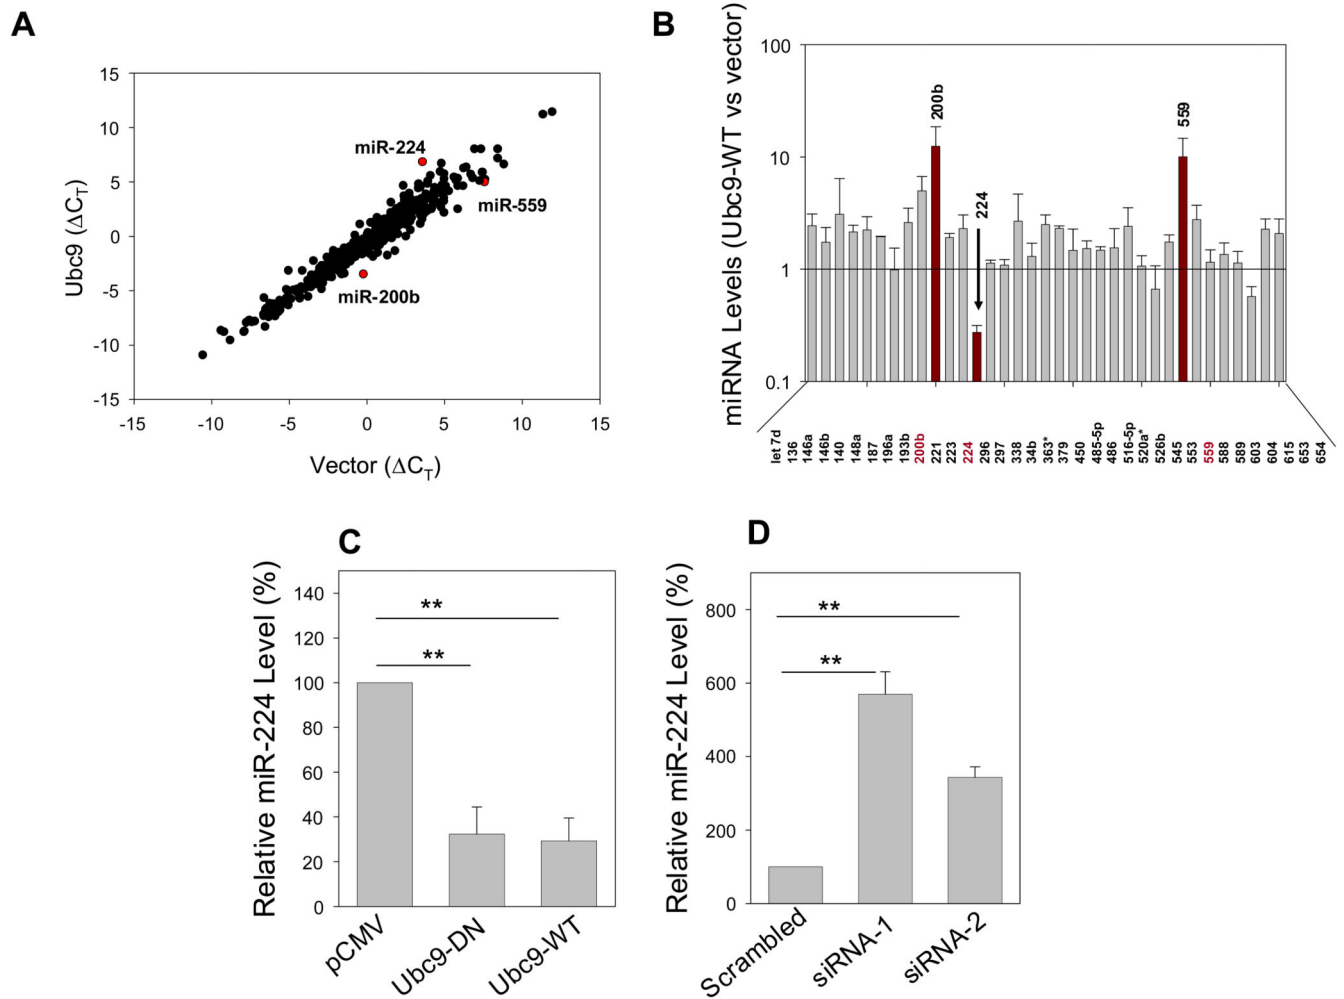 A
15
10
5
0
-5
-10
-15
-15
-10
-5
0
5
10
15
Ubc9 (ΔCT)
Vector (ΔCT)
miR-224
miR-559
miR-200b
B
100
10
1
0.1
miRNA Levels (Ubc9-WT vs vector)
200b
224
559
let 7d
136
146a
146b
140
148a
187
196a
193b
200b
221
223
224
296
297
338
34b
363*
379
450
485-5p
486
516-5p
520a*
526b
545
553
559
588
589
603
604
615
653
654
C
140
120
100
80
60
40
20
0
Relative miR-224 Level (%)
**
**
pCMV
Ubc9-DN
Ubc9-WT
D
800
600
400
200
0
Relative miR-224 Level (%)
**
**
Scrambled
siRNA-1
siRNA-2